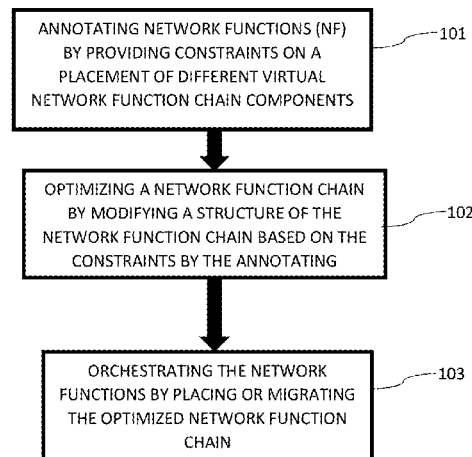 ANNOTATING NETWORK FUNCTIONS (NF)
BY PROVIDING CONSTRAINTS ON A
PLACEMENT OF DIFFERENT VIRTUAL
NETWORK FUNCTION CHAIN COMPONENTS
101
OPTIMIZING A NETWORK FUNCTION CHAIN
BY MODIFYING A STRUCTURE OF THE
NETWORK FUNCTION CHAIN BASED ON THE
CONSTRAINTS BY THE ANNOTATING
102
ORCHESTRATING THE NETWORK
FUNCTIONS BY PLACING OR MIGRATING
THE OPTIMIZED NETWORK FUNCTION
CHAIN
103